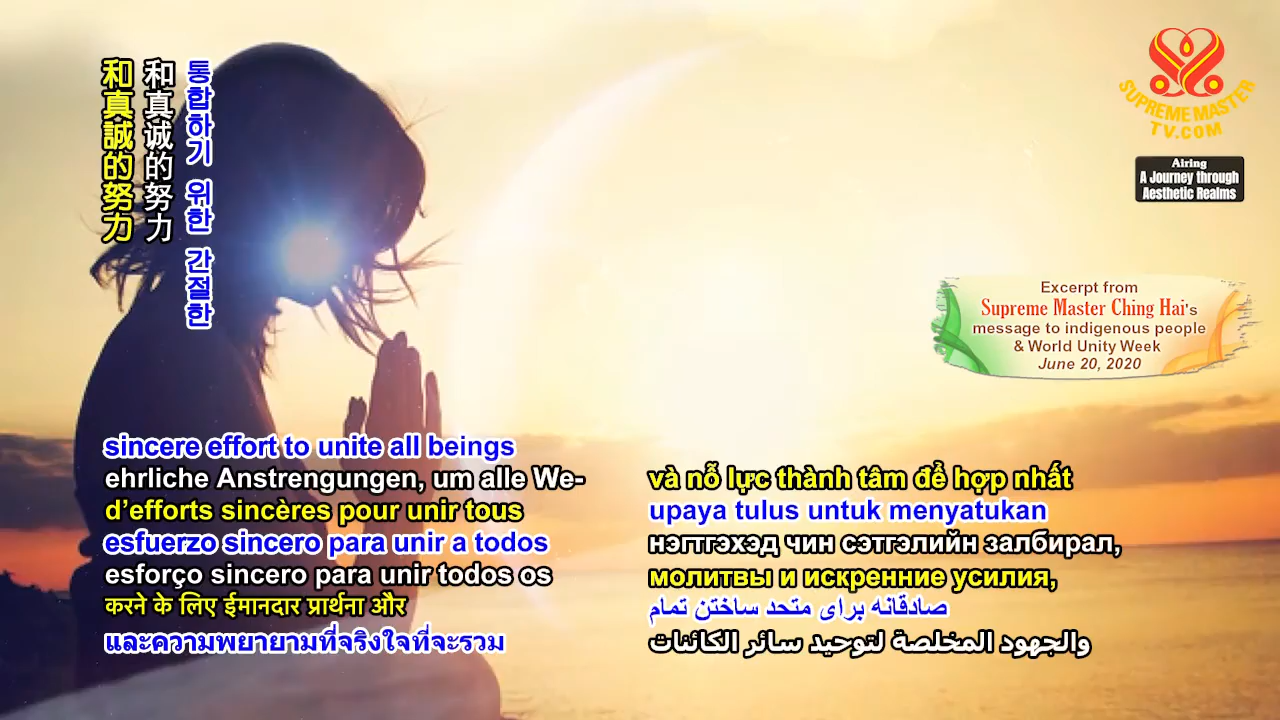 和真誠的努力
和真诚的努力
통합하기 위한 간절한
SUPREME MASTER
TV.COM
Airing
A Journey through
Aesthetic Realms
Excerpt from
Supreme Master Ching Hai's
message to indigenous people
& World Unity Week
June 20, 2020
sincere effort to unite all beings
ehrliche Anstrengungen, um alle We-
d’efforts sincères pour unir tous
esfuerzo sincero para unir a todos
esforço sincero para unir todos os
करने के लिए ईमानदार प्रार्थना और
และความพยายามที่จริงใจที่จะรวม
và nỗ lực thành tâm để hợp nhất
upaya tulus untuk menyatukan
нэгтгэхэд чин сэтгэлийн залбирал,
молитвы и искренние усилия,
صادقانه برای متحد ساختن تمام
والجهود المخلصة لتوحيد سائر الكائنات